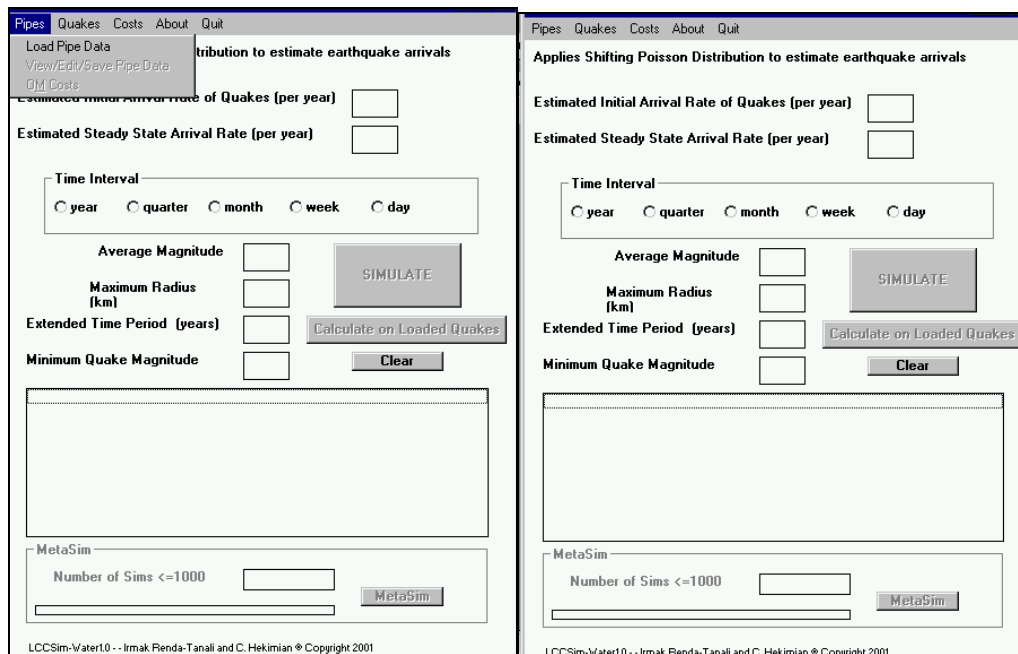 Pipes Quakes Costs About Quit
Load Pipe Data
View/Edit/Save Pipe Data
OM Costs
tribution to estimate earthquake arrivals
Estimated Initial Arrival Rate of Quakes (per year)
Estimated Steady State Arrival Rate (per year)
Time Interval
year quarter month week day
Average Magnitude
SIMULATE
Maximum Radius
(km)
Extended Time Period (years)
Calculate on Loaded Quakes
Minimum Quake Magnitude
Clear
MetaSim
Number of Sims <=1000
MetaSim
LCCSim-Water1.0 - - Irmak Renda-Tanali and C. Hekimian ® Copyright 2001
Pipes Quakes Costs About Quit
Applies Shifting Poisson Distribution to estimate earthquake arrivals
Estimated Initial Arrival Rate of Quakes (per year)
Estimated Steady State Arrival Rate (per year)
Time Interval
year quarter month week day
Average Magnitude
SIMULATE
Maximum Radius
(km)
Extended Time Period (years)
Calculate on Loaded Quakes
Minimum Quake Magnitude
Clear
MetaSim
Number of Sims <=1000
MetaSim
LCCSim-Water1.0 - - Irmak Renda-Tanali and C. Hekimian ® Copyright 2001